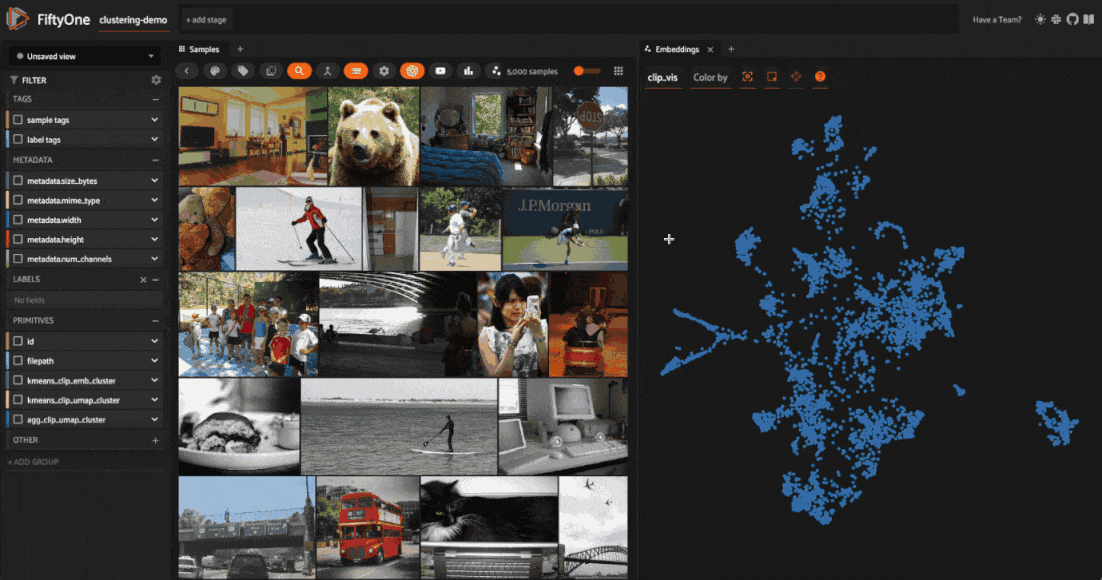 FiftyOne
clustering-demo
+ add stage
Have a Team?
Unsaved view
Samples
+
Embeddings
+
FILTER
5,000 samples
clip_vis
Color by
?
TAGS
sample tags
label tags
METADATA
metadata.size_bytes
metadata.mime_type
metadata.width
metadata.height
metadata.num_channels
LABELS
No fields
PRIMITIVES
id
filepath
kmeans_clip_emb_cluster
kmeans_clip_umap_cluster
agg_clip_umap_cluster
OTHER
+ ADD GROUP
STOP
J.P.Morgan
POLO